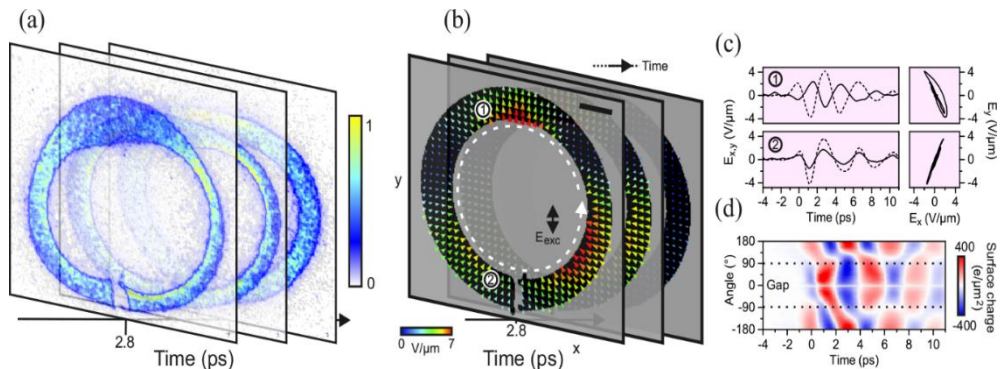 (a)
1
0
2.8
Time (ps)
(b)
Time
①
y
E_exc
②
0 V/μm 7
2.8
x
Time (ps)
(c)
①
②
4
0
-4
4
0
-4
E_x,y (V/μm)
-4 -2 0 2 4 6 8 10
Time (ps)
4
0
-4
4
0
-4
E_y (V/μm)
-2 0 2
E_x (V/μm)
(d)
180
90
0
-90
-180
Angle (°)
Gap
-4 -2 0 2 4 6 8 10
Time (ps)
400
-400
Surface charge
(e/μm²)